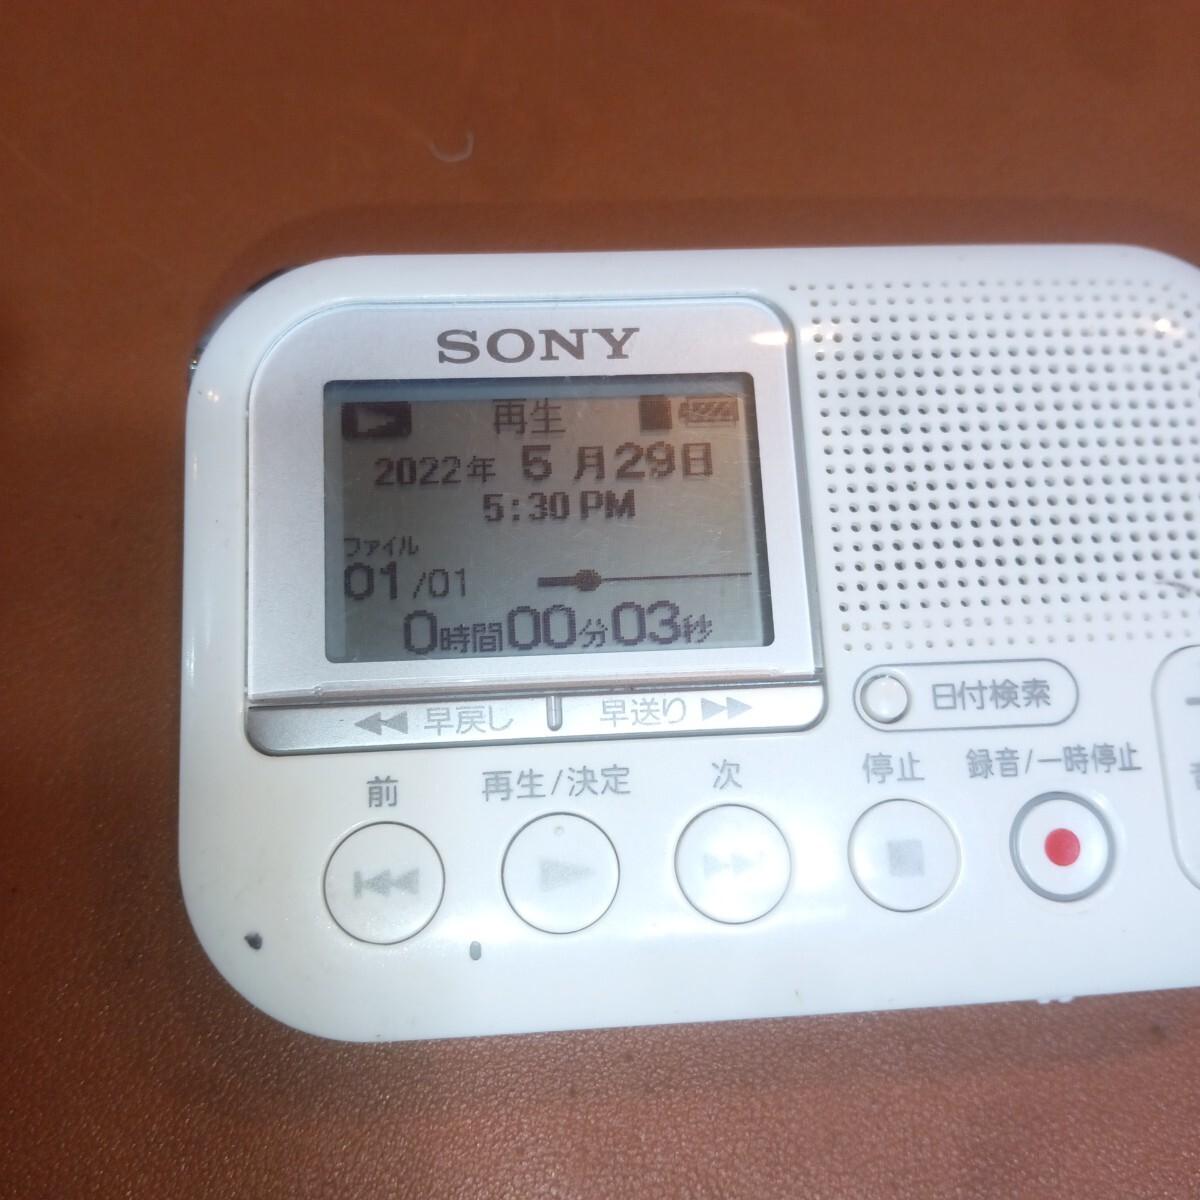 SONY
再生
2022年 5月29日
5:30 PM
ファイル
01/01
0時間00分03秒
早戻し 早送り
日付検索
前 再生/決定 次 停止 録音/一時停止